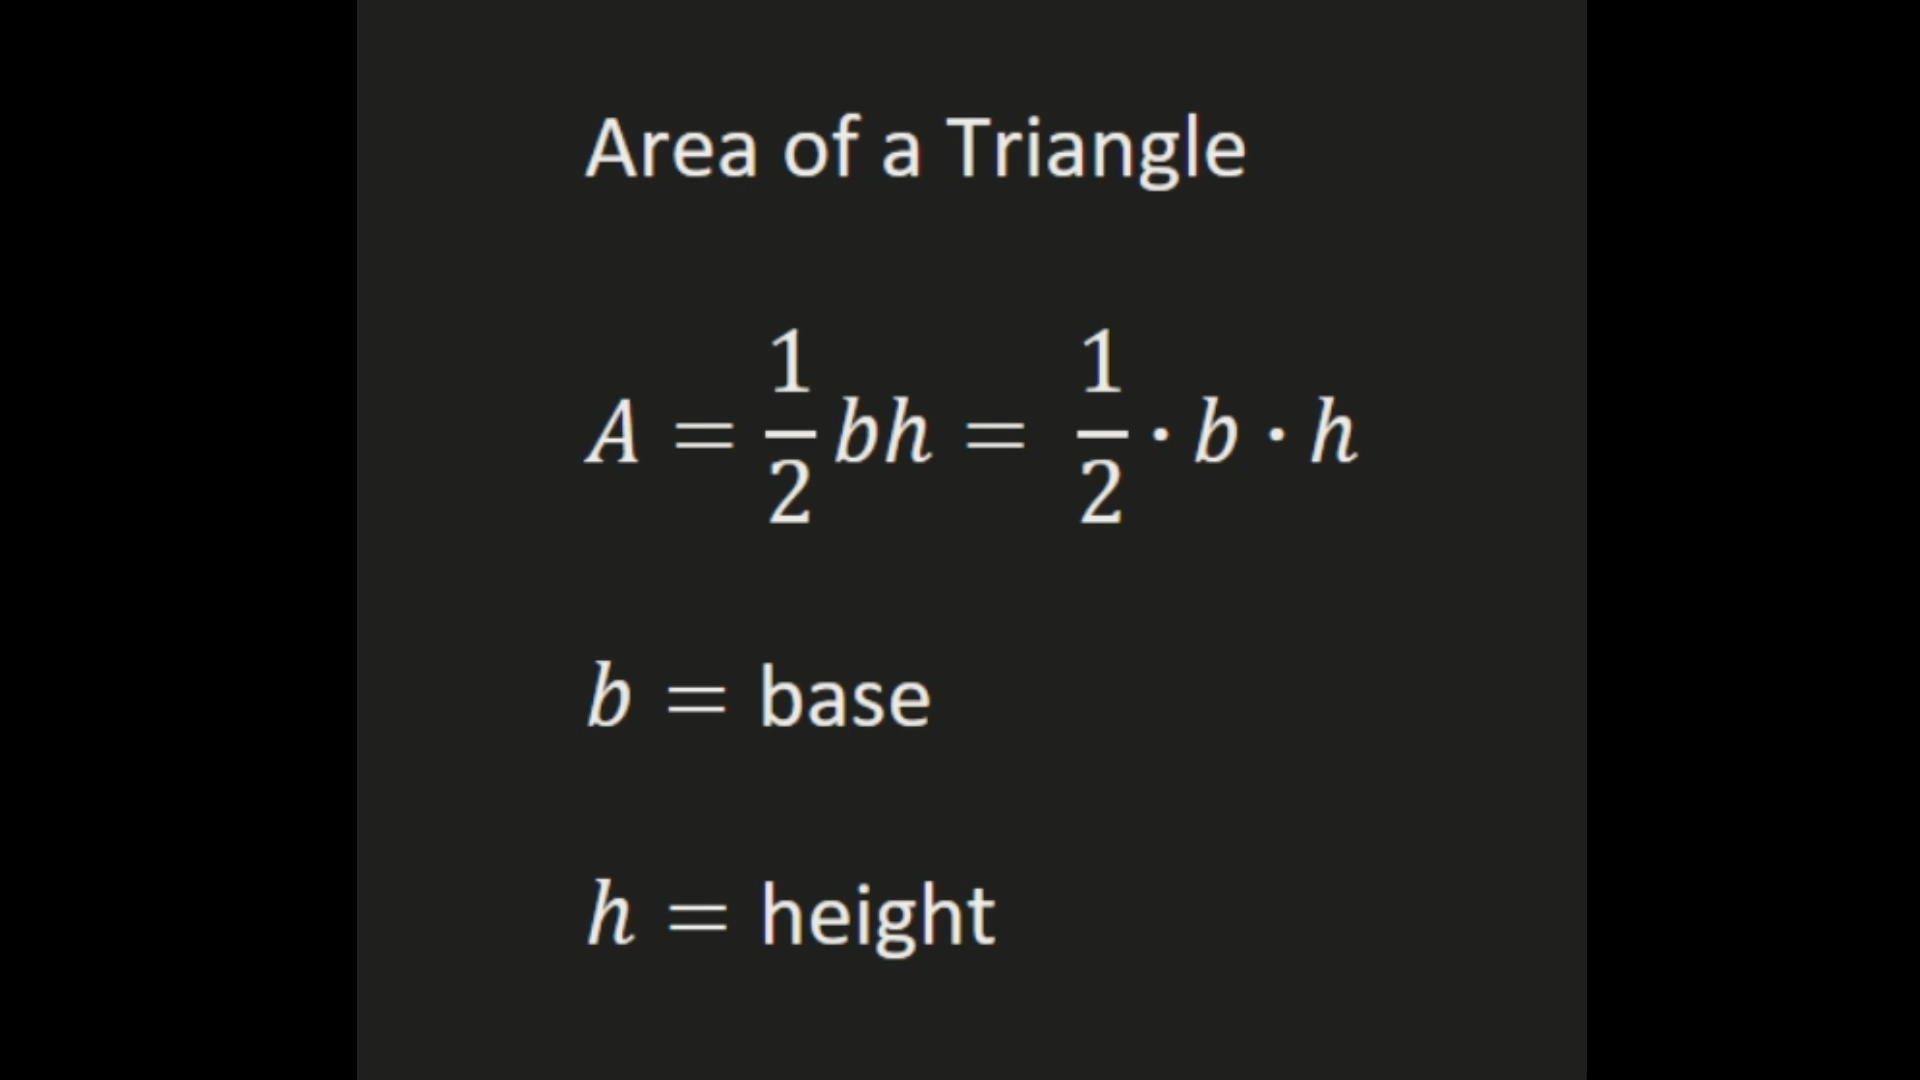 Area of a Triangle
A = 1/2 bh = 1/2 · b · h
b = base
h = height